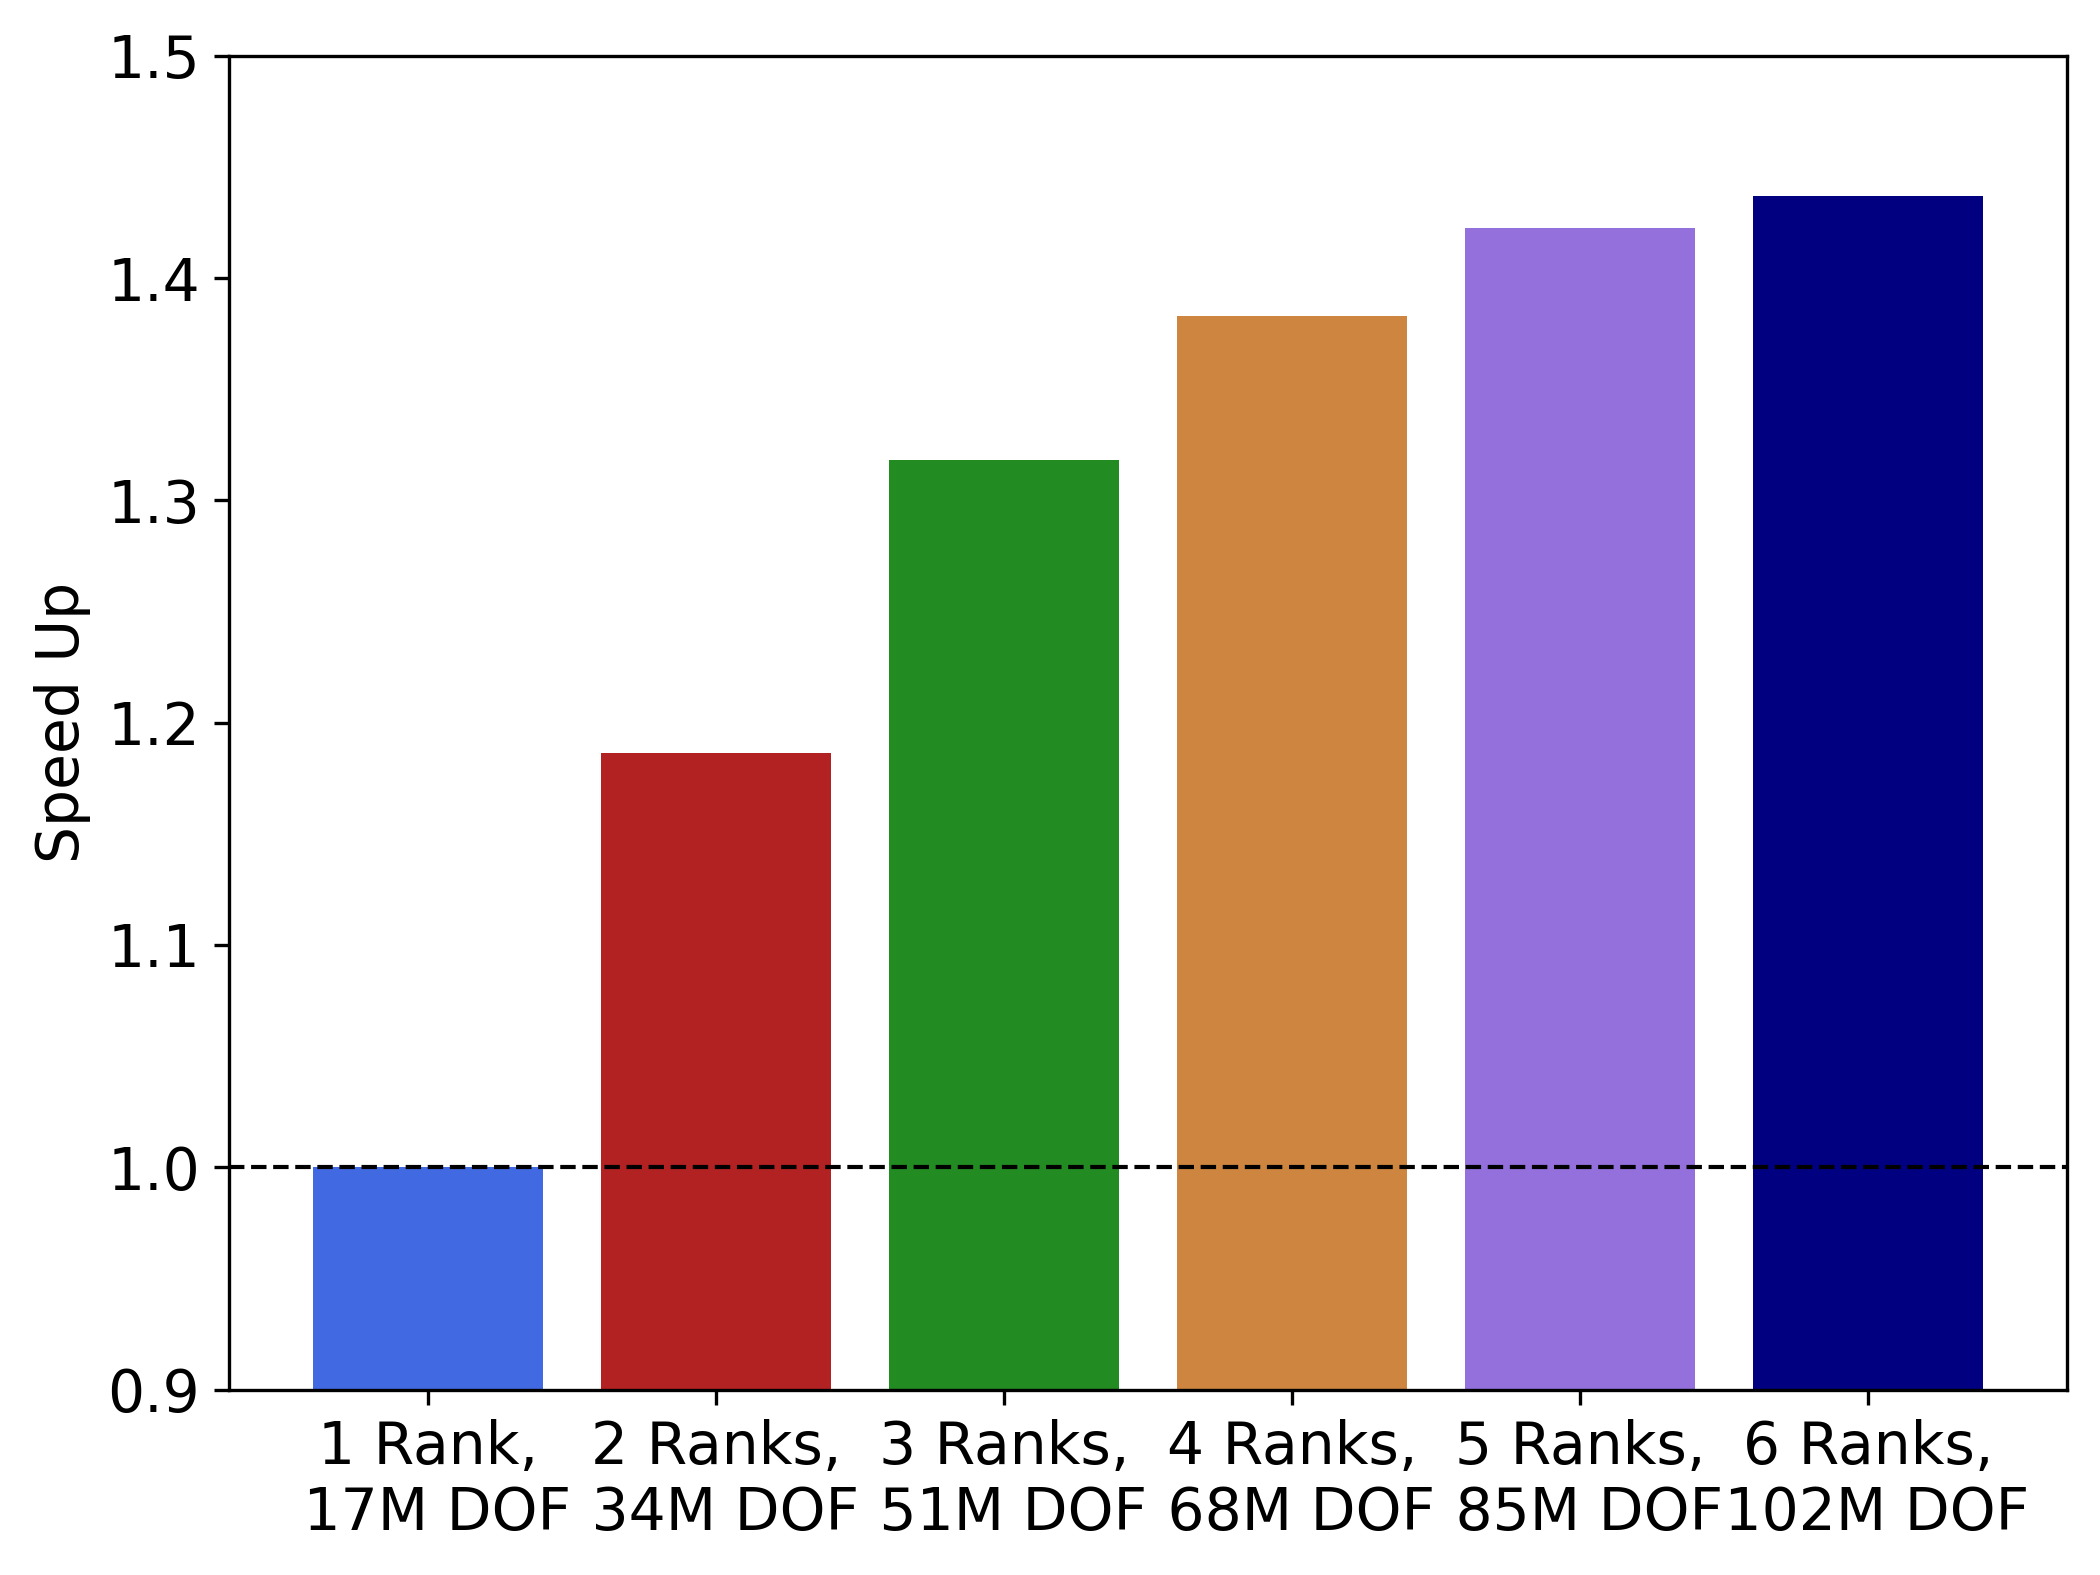 1.5
1.4
1.3
1.2
1.1
1.0
0.9
Speed Up
1 Rank,
17M DOF
2 Ranks,
34M DOF
3 Ranks,
51M DOF
4 Ranks,
68M DOF
5 Ranks,
85M DOF
6 Ranks,
102M DOF